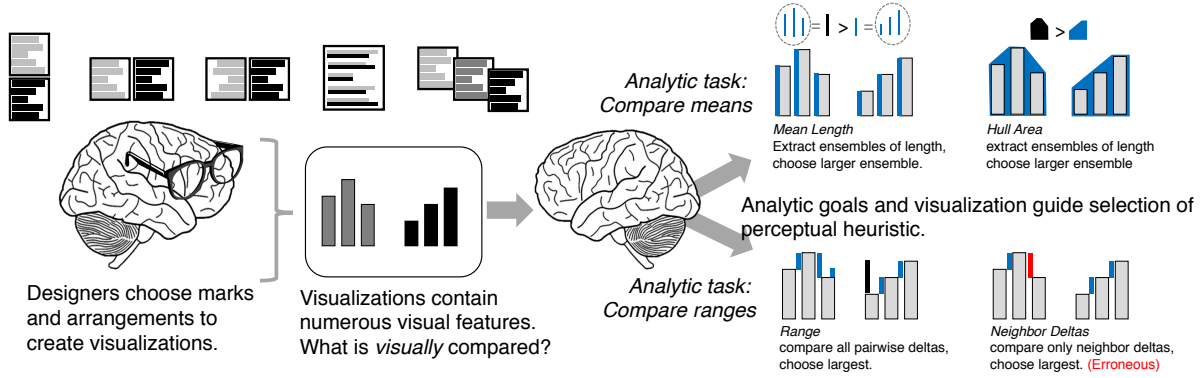 Designers choose marks
and arrangements to
create visualizations.
Visualizations contain
numerous visual features.
What is visually compared?
Analytic task:
Compare means
= > =
>
Mean Length
Extract ensembles of length,
choose larger ensemble.
Hull Area
extract ensembles of length
choose larger ensemble
Analytic goals and visualization guide selection of
perceptual heuristic.
Analytic task:
Compare ranges
Range
compare all pairwise deltas,
choose largest.
Neighbor Deltas
compare only neighbor deltas,
choose largest. (Erroneous)